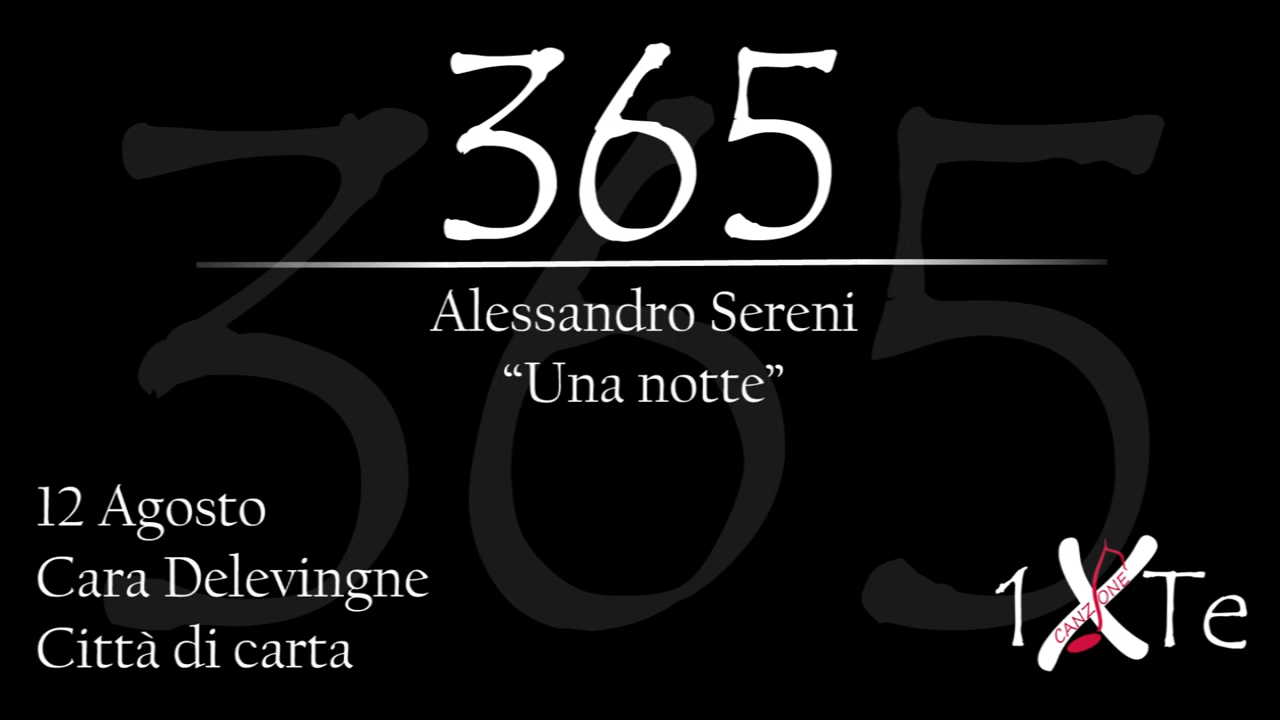 365
Alessandro Sereni
“Una notte”
12 Agosto
Cara Delevingne
Città di carta
1 X Te
CANZONE